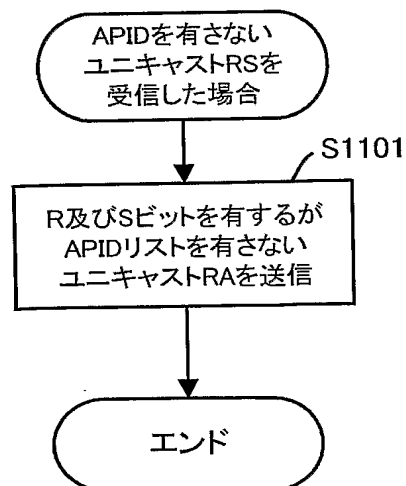 APIDを有さない
ユニキャストRSを
受信した場合
S1101
R及びSビットを有するが
APIDリストを有さない
ユニキャストRAを送信
エンド